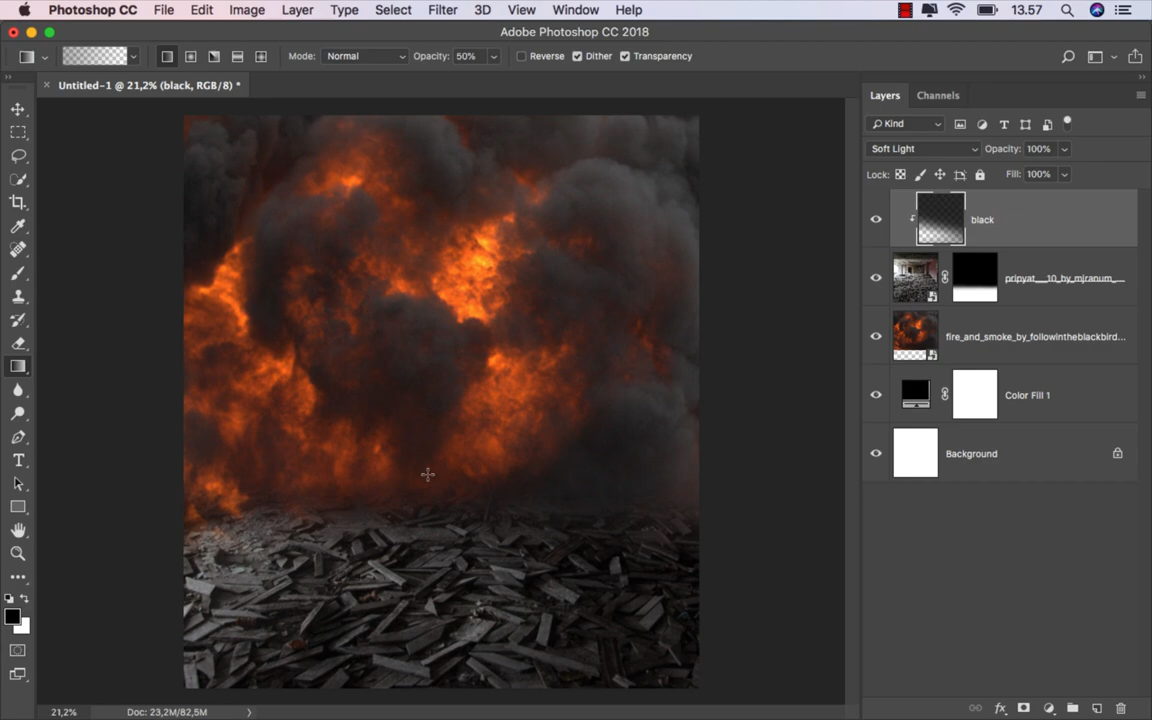 Photoshop CC File Edit Image Layer Type Select Filter 3D View Window Help 13.57
Adobe Photoshop CC 2018
Mode: Normal Opacity: 50% Reverse Dither Transparency
Untitled-1 @ 21,2% (black, RGB/8) *
Layers Channels
Kind
Soft Light Opacity: 100%
Lock: Fill: 100%
black
pripyat__10_by_mjranum_...
fire_and_smoke_by_followintheblackbird...
Color Fill 1
Background
21,2% Doc: 23,2M/82,5M